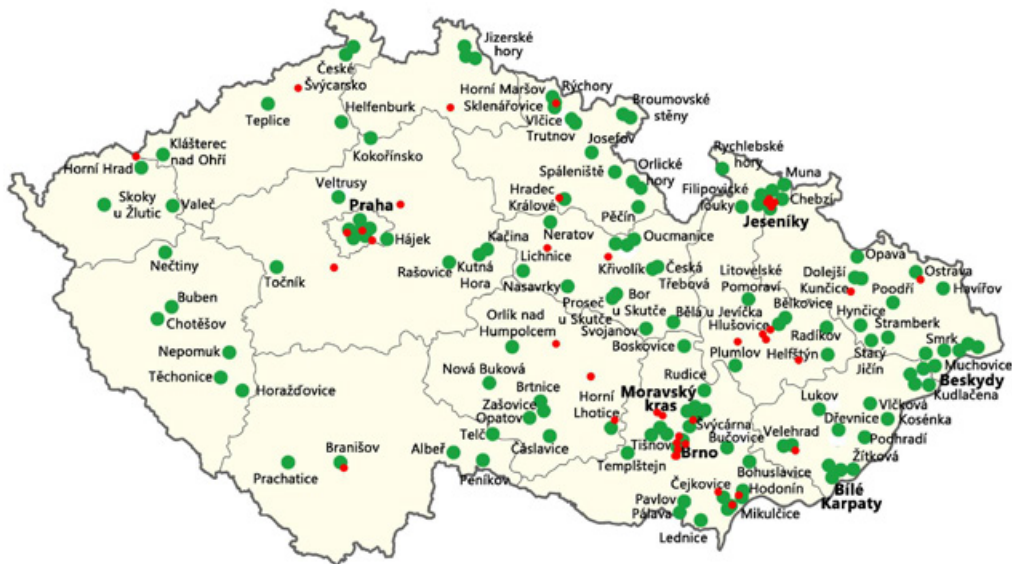 Jizerské
hory
České
Švýcarsko
Teplice
Helfenburk
Kokořínsko
Horní Maršov
Rýchory
Sklenářovice
Vlčice
Trutnov
Broumovské
stěny
Josefov
Klášterec
nad Ohří
Horní Hrad
Skoky
u Žlutic
Valeč
Veltrusy
Praha
Hájek
Spáleniště
Orlické
hory
Hradec
Králové
Pěčín
Rychlebské
hory
Muna
Filipovické
louky
Chebzí
Jeseníky
Nečtiny
Točník
Rašovice
Kačina
Kutná
Hora
Neratov
Lichnice
Nasavrky
Oucmanice
Křivolík
Česká
Třebová
Litovelské
Pomoraví
Dolejší
Kunčice
Opava
Ostrava
Poodří
Havířov
Buben
Chotěšov
Proseč
u Skutče
Bor
u Skutče
Bělá u Jevíčka
Bělkovice
Hlušovice
Hynčice
Štramberk
Radíkov
Orlík nad
Humpolcem
Svojanov
Boskovice
Plumlov
Helfštýn
Starý
Jičín
Smrk
Muchovice
Beskydy
Kudlačena
Nepomuk
Těchonice
Horažďovice
Nová Buková
Rudice
Moravský
kras
Brtnice
Zašovice
Opatov
Telč
Čáslavice
Horní
Lhotice
Švýcárna
Tišnov
Brno
Bučovice
Lukov
Vlčková
Dřevnice
Kosénka
Velehrad
Podhradí
Žítková
Branišov
Prachatice
Albeř
Peníkov
Templštejn
Bohuslavice
Čejkovice
Hodonín
Bílé
Karpaty
Pavlov
Pálava
Mikulčice
Lednice